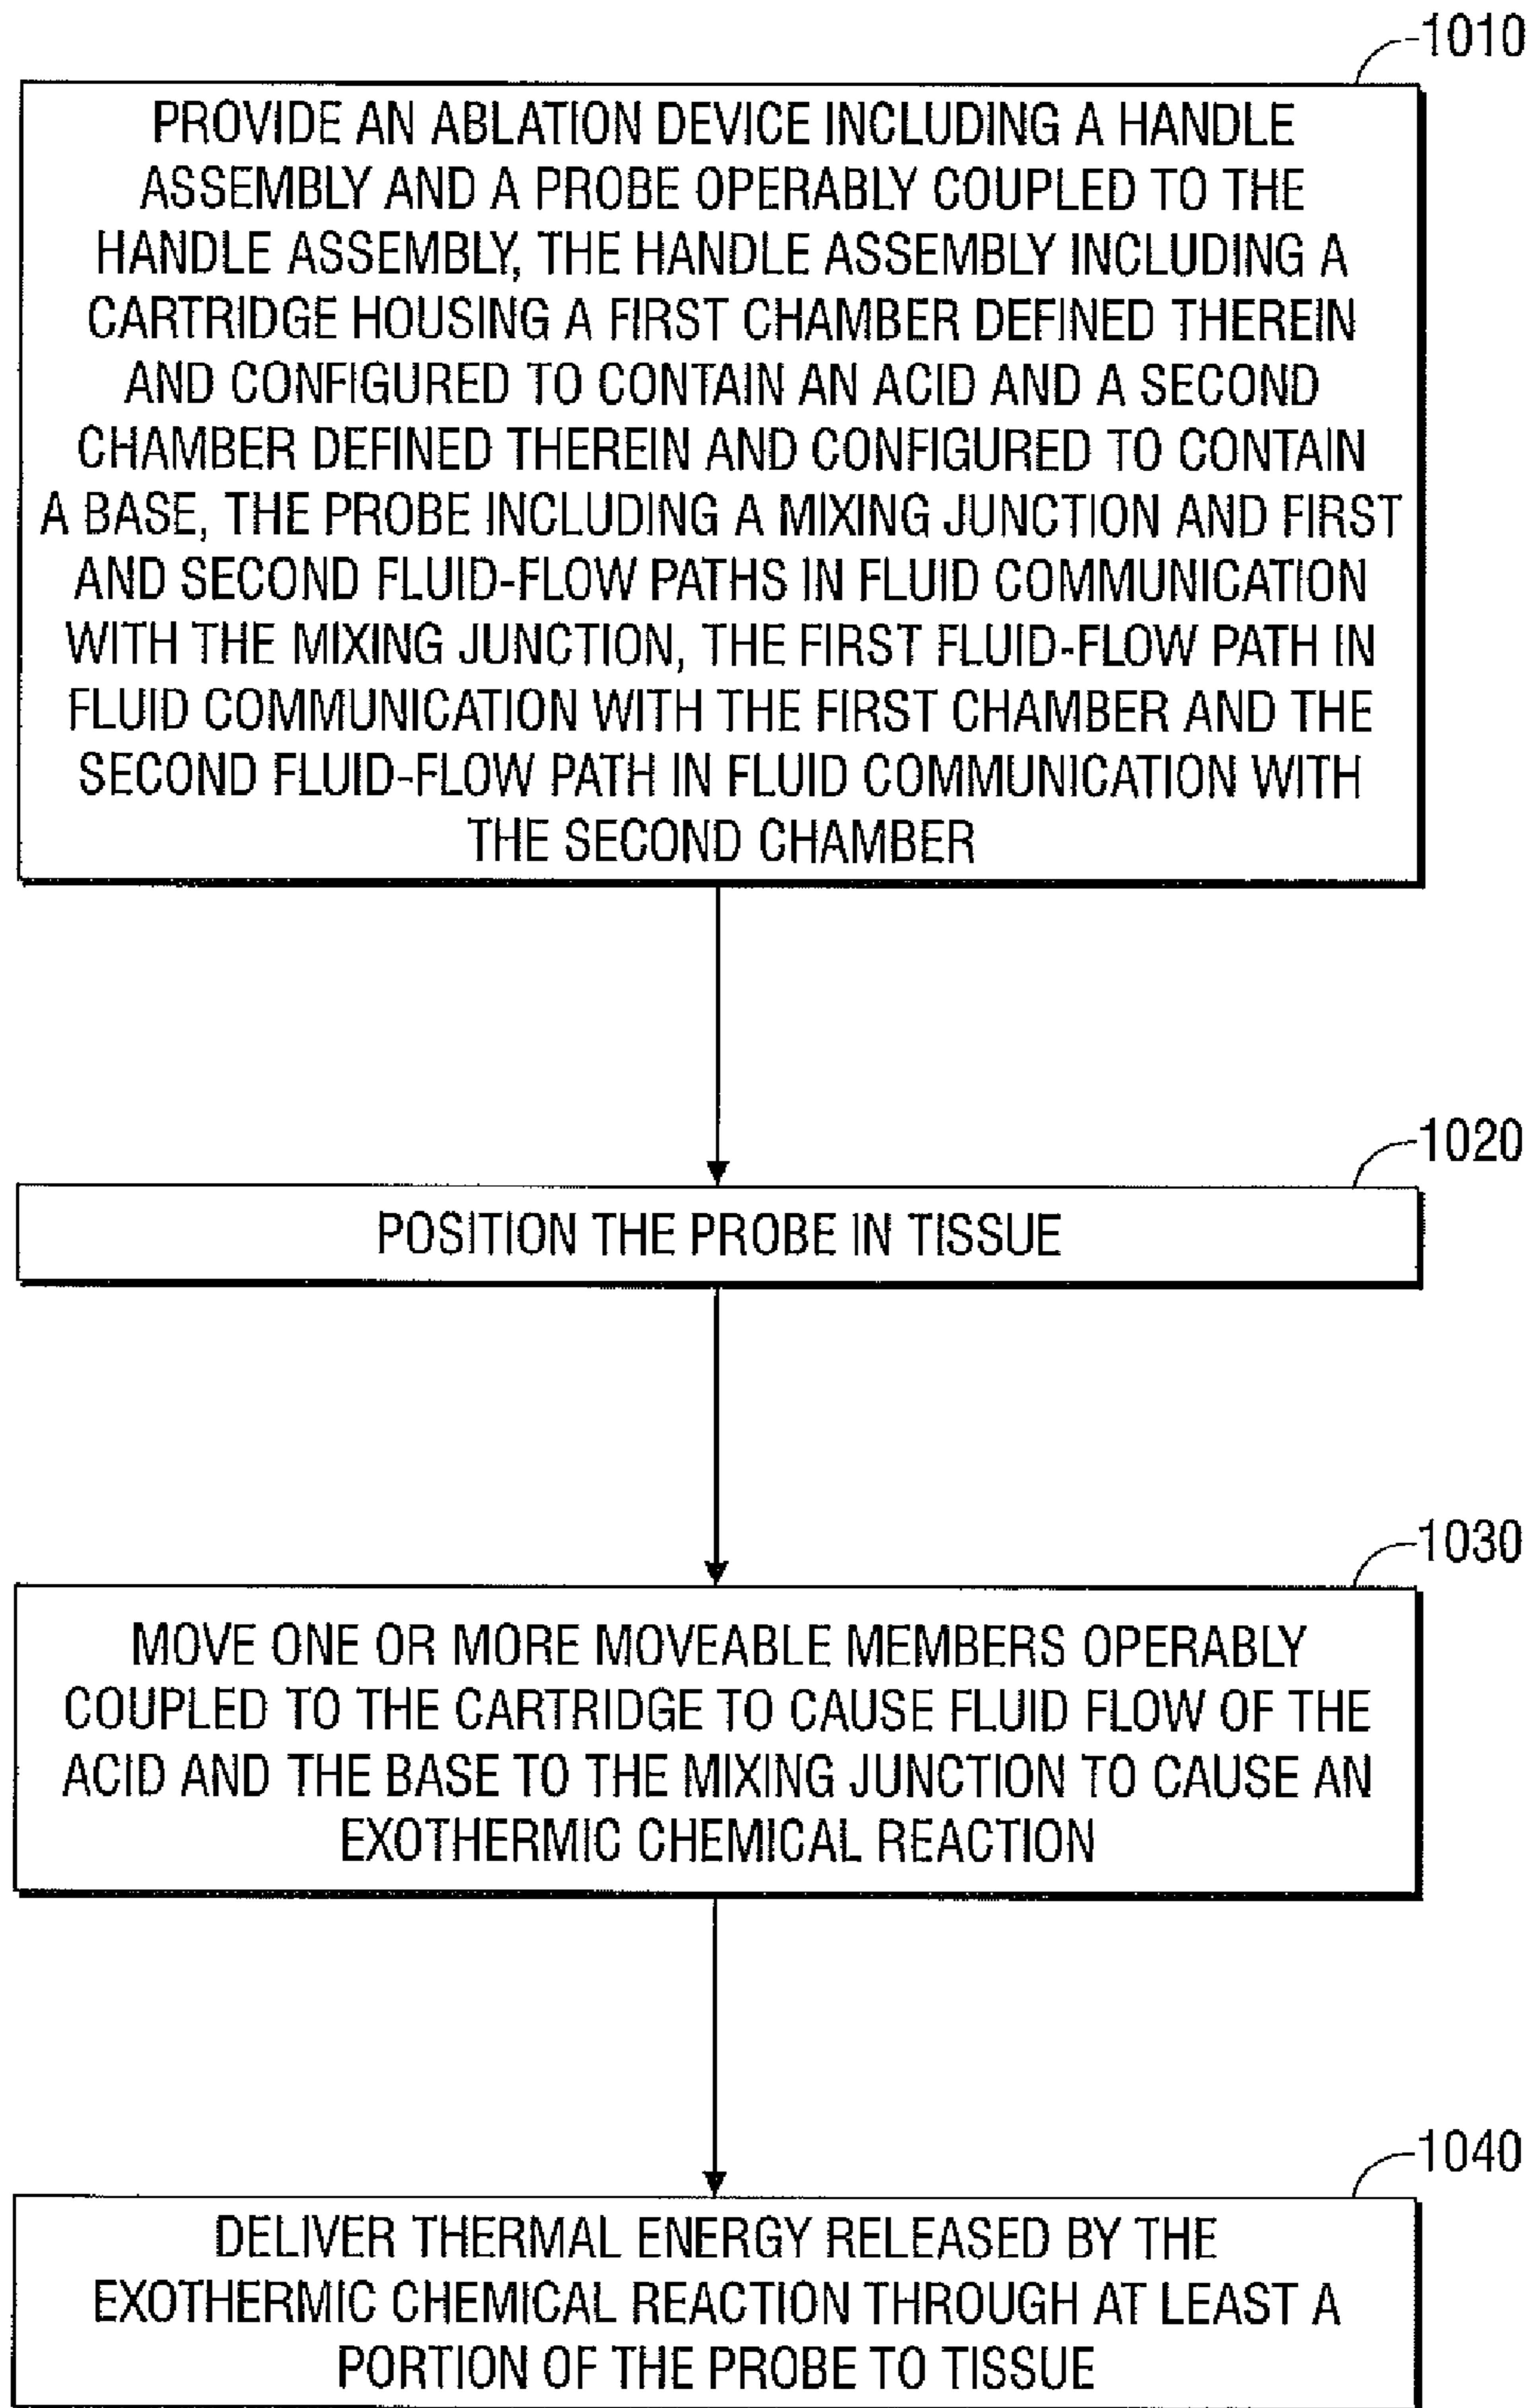 1010
PROVIDE AN ABLATION DEVICE INCLUDING A HANDLE
ASSEMBLY AND A PROBE OPERABLY COUPLED TO THE
HANDLE ASSEMBLY, THE HANDLE ASSEMBLY INCLUDING A
CARTRIDGE HOUSING A FIRST CHAMBER DEFINED THEREIN
AND CONFIGURED TO CONTAIN AN ACID AND A SECOND
CHAMBER DEFINED THEREIN AND CONFIGURED TO CONTAIN
A BASE, THE PROBE INCLUDING A MIXING JUNCTION AND FIRST
AND SECOND FLUID-FLOW PATHS IN FLUID COMMUNICATION
WITH THE MIXING JUNCTION, THE FIRST FLUID-FLOW PATH IN
FLUID COMMUNICATION WITH THE FIRST CHAMBER AND THE
SECOND FLUID-FLOW PATH IN FLUID COMMUNICATION WITH
THE SECOND CHAMBER
1020
POSITION THE PROBE IN TISSUE
1030
MOVE ONE OR MORE MOVEABLE MEMBERS OPERABLY
COUPLED TO THE CARTRIDGE TO CAUSE FLUID FLOW OF THE
ACID AND THE BASE TO THE MIXING JUNCTION TO CAUSE AN
EXOTHERMIC CHEMICAL REACTION
1040
DELIVER THERMAL ENERGY RELEASED BY THE
EXOTHERMIC CHEMICAL REACTION THROUGH AT LEAST A
PORTION OF THE PROBE TO TISSUE